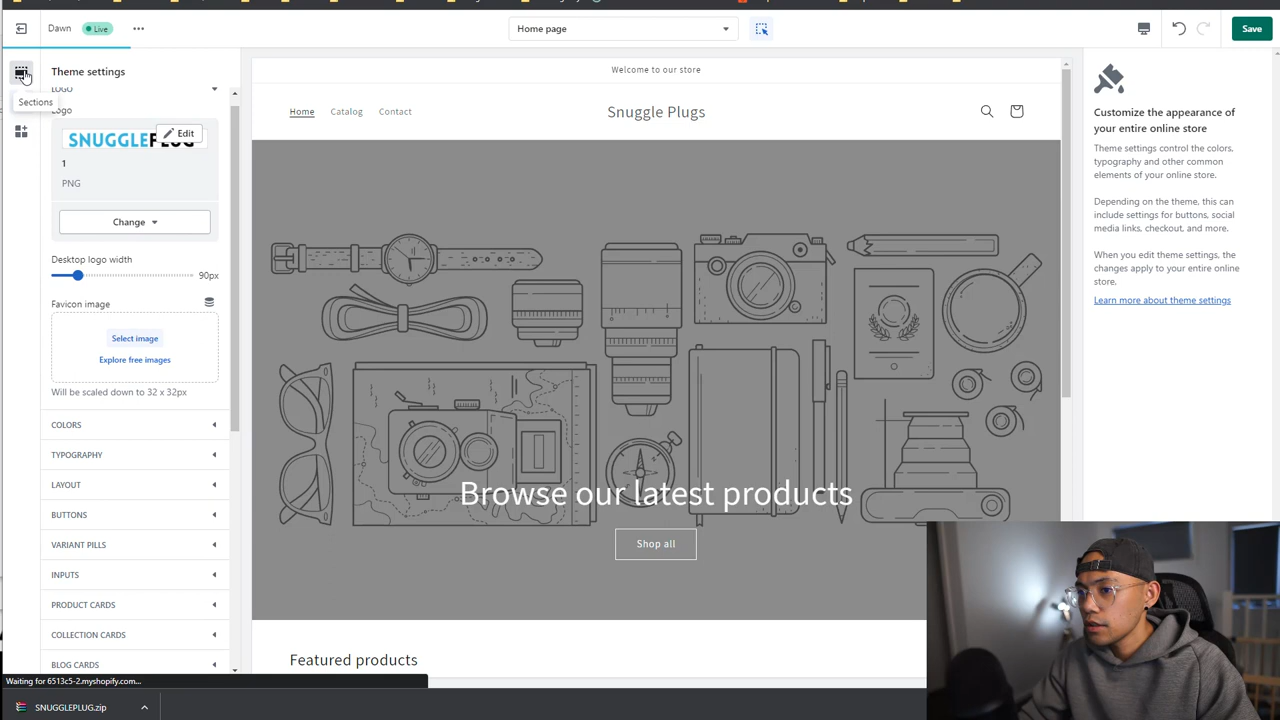 Dawn
Live
Home page
Save
Theme settings
LOGO
Sections
Logo
SNUGGLEPLUG
Edit
1
PNG
Change
Desktop logo width
90px
Favicon image
Select image
Explore free images
Will be scaled down to 32 x 32px
COLORS
TYPOGRAPHY
LAYOUT
BUTTONS
VARIANT PILLS
INPUTS
PRODUCT CARDS
COLLECTION CARDS
BLOG CARDS
Waiting for 6513c5-2.myshopify.com...
SNUGGLEPLUG.zip
Welcome to our store
Home
Catalog
Contact
Snuggle Plugs
Browse our latest products
Shop all
Featured products
Customize the appearance of
your entire online store
Theme settings control the colors,
typography and other common
elements of your online store.
Depending on the theme, this can
include settings for buttons, social
media links, checkout, and more.
When you edit theme settings, the
changes apply to your entire online
store.
Learn more about theme settings